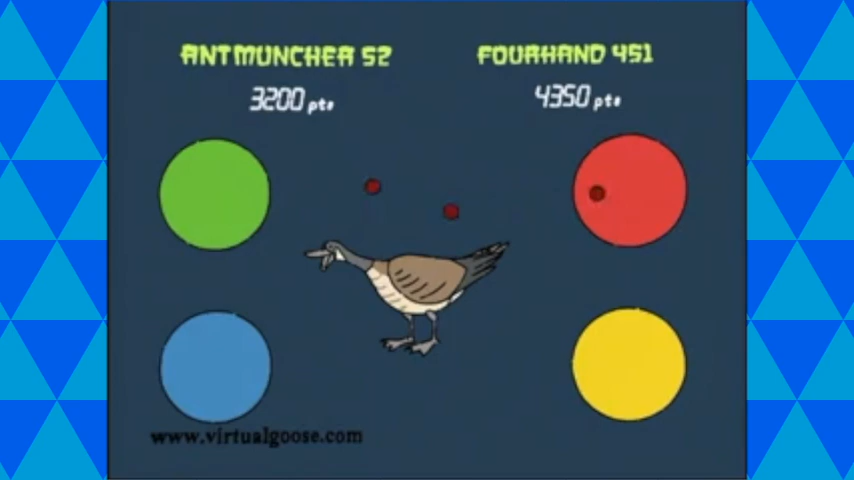 ANTMUNCHER 52
FOURHAND 451
3200 pts
4350 pts
www.virtualgoose.com